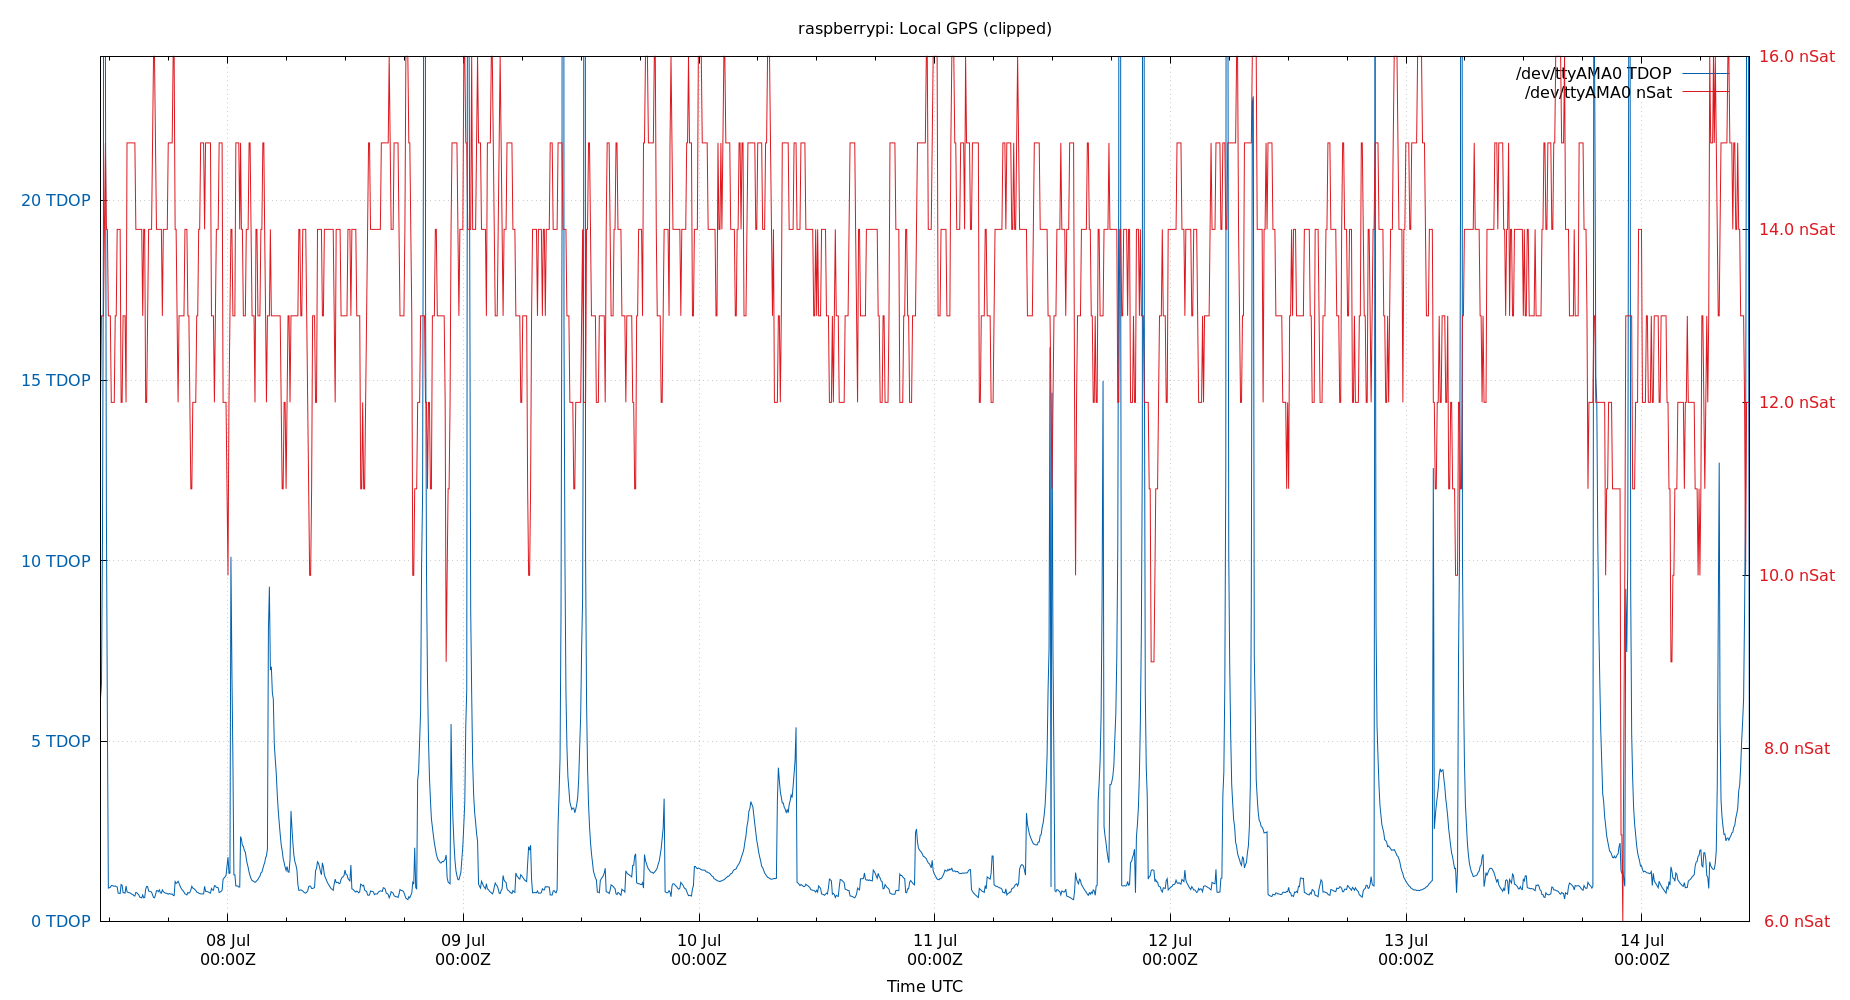 raspberrypi: Local GPS (clipped)
/dev/ttyAMA0 TDOP
/dev/ttyAMA0 nSat
20 TDOP
15 TDOP
10 TDOP
5 TDOP
0 TDOP
16.0 nSat
14.0 nSat
12.0 nSat
10.0 nSat
8.0 nSat
6.0 nSat
08 Jul
00:00Z
09 Jul
00:00Z
10 Jul
00:00Z
11 Jul
00:00Z
12 Jul
00:00Z
13 Jul
00:00Z
14 Jul
00:00Z
Time UTC